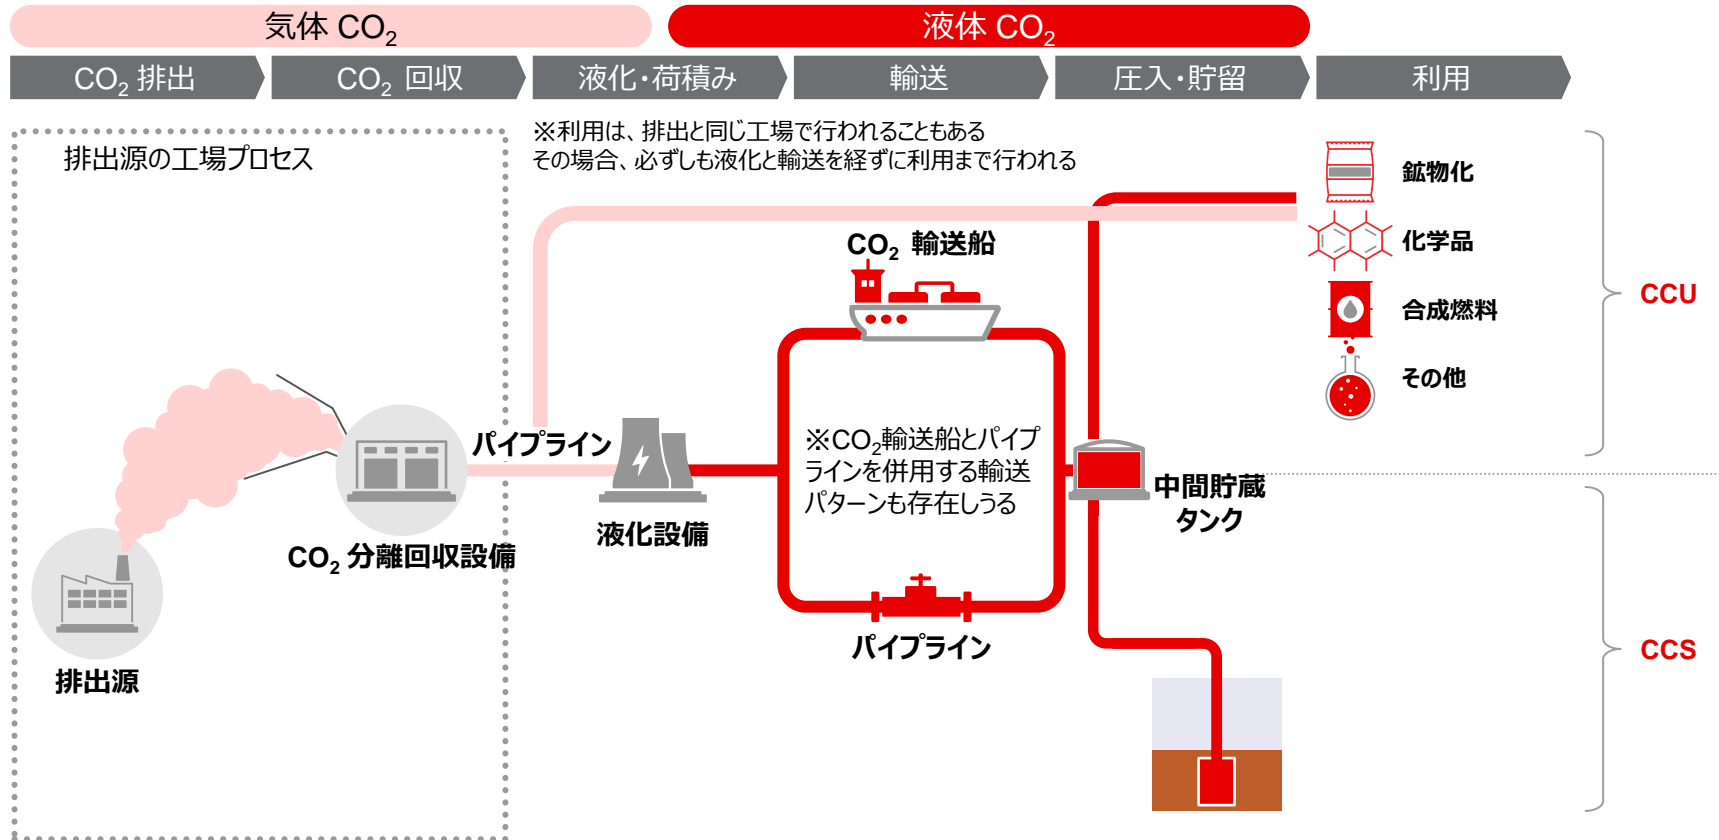 気体 CO₂
液体 CO₂
CO₂ 排出
CO₂ 回収
液化・荷積み
輸送
圧入・貯留
利用
排出源の工場プロセス
※利用は、排出と同じ工場で行われることもある
その場合、必ずしも液化と輸送を経ずに利用まで行われる
鉱物化
化学品
合成燃料
その他
CCU
CO₂ 輸送船
パイプライン
※CO₂輸送船とパイプ
ラインを併用する輸送
パターンも存在しうる
中間貯蔵
タンク
液化設備
CO₂ 分離回収設備
排出源
パイプライン
CCS